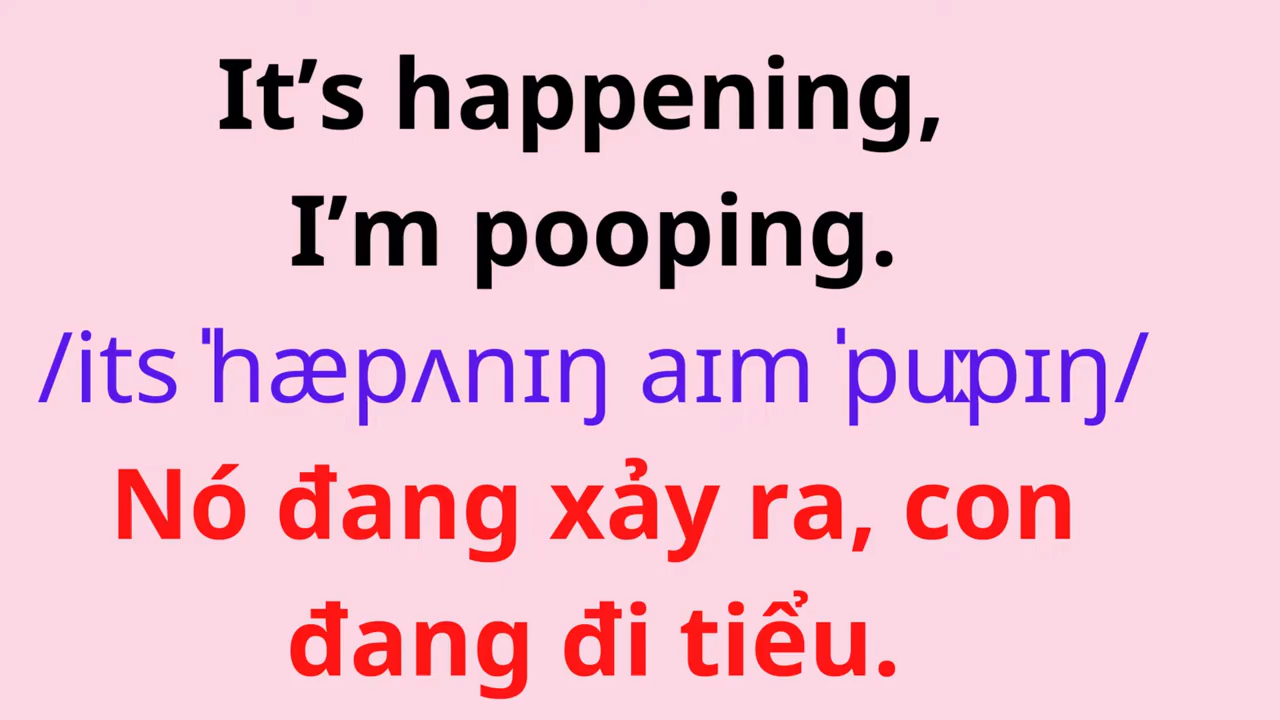 It’s happening,
I’m pooping.
/its ˈhæpʌnɪŋ aɪm ˈpuːpɪŋ/
Nó đang xảy ra, con
đang đi tiểu.